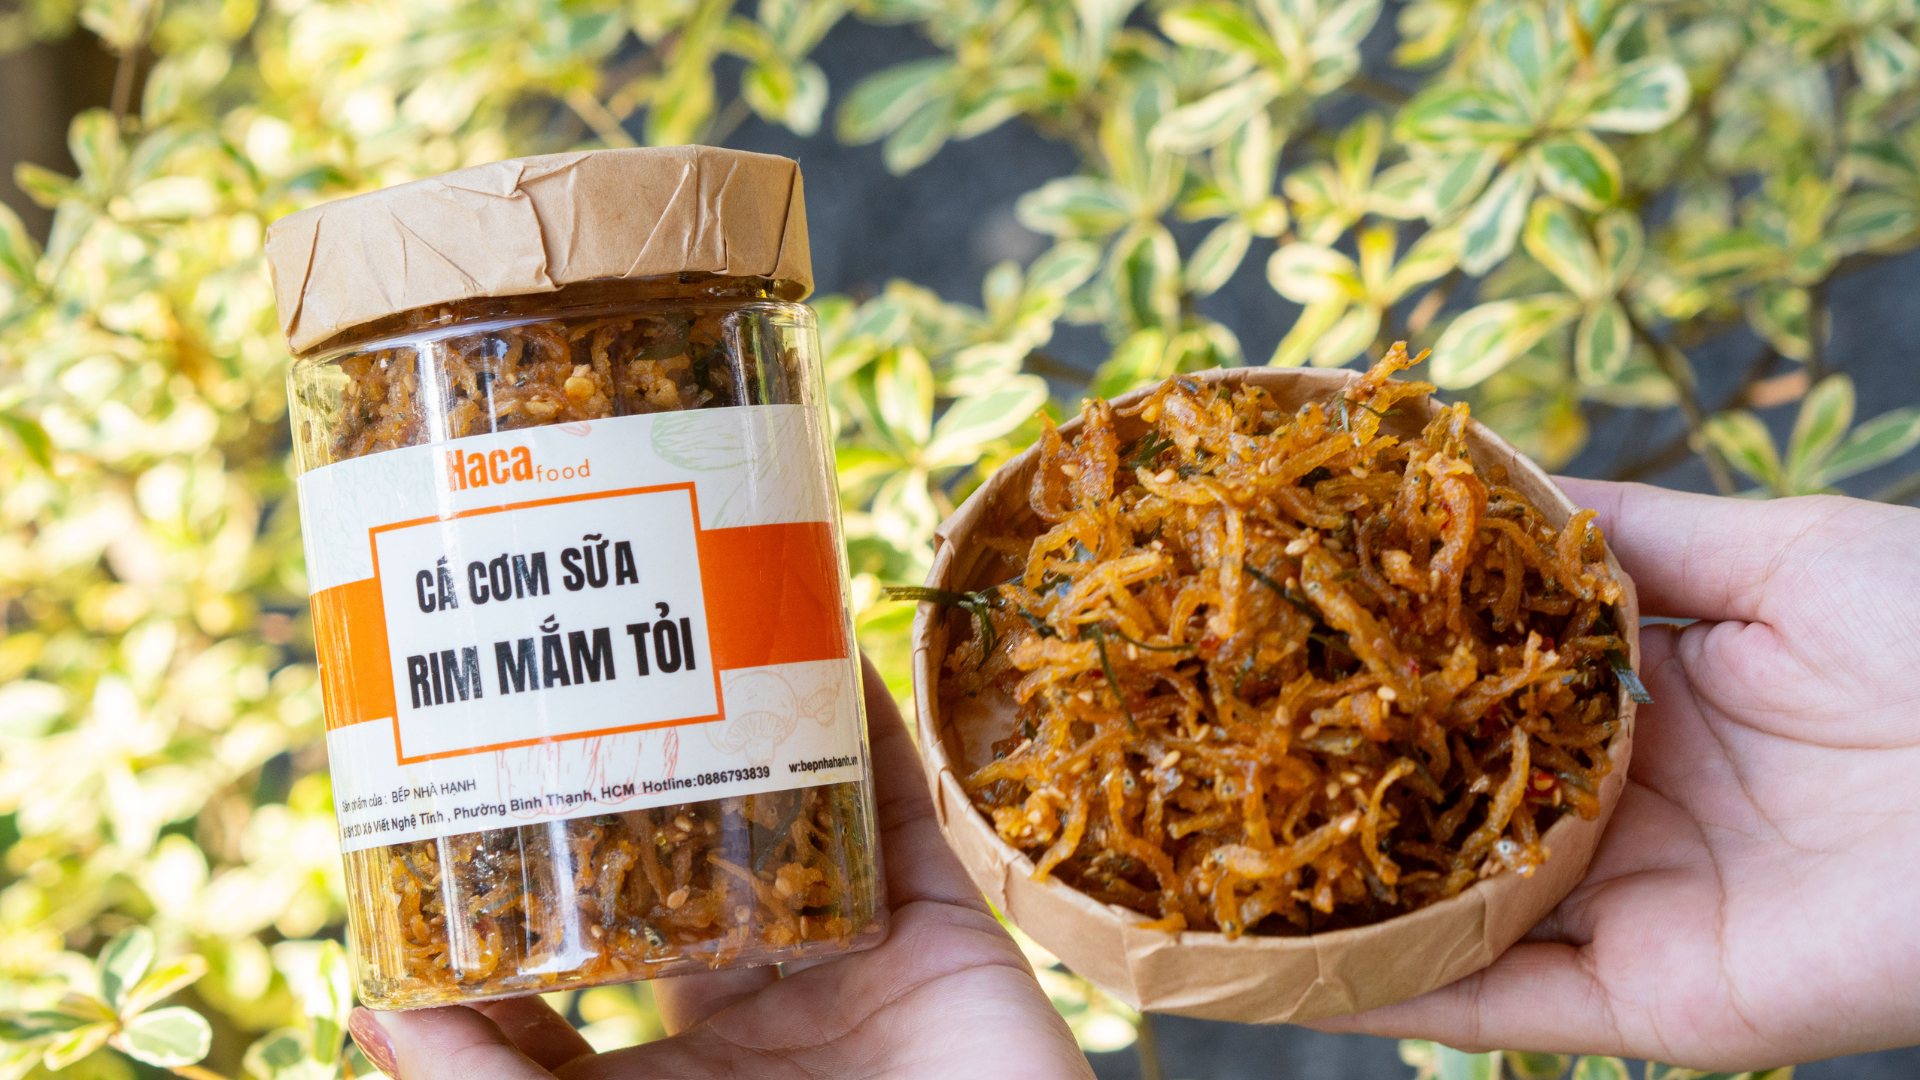 Haca food
CÁ CƠM SỮA
RIM MẮM TỎI
Sản phẩm của : BẾP NHÀ HẠNH
Xô Viết Nghệ Tĩnh , Phường Bình Thạnh, HCM Hotline:0886793839 w:bepnhahanh.vn